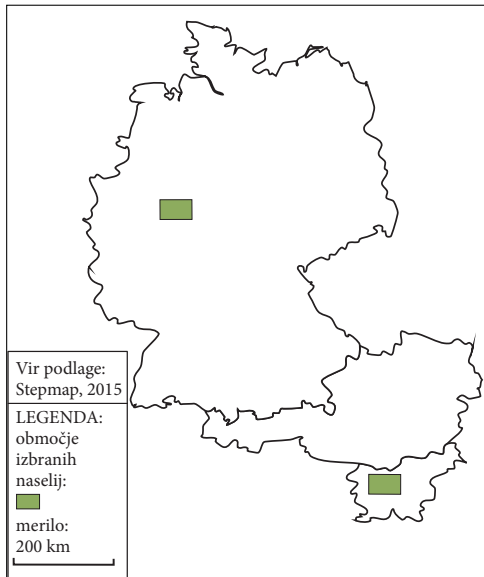 Vir podlage:
Stepmap, 2015
LEGENDA:
območje
izbranih
naselij:
merilo:
200 km